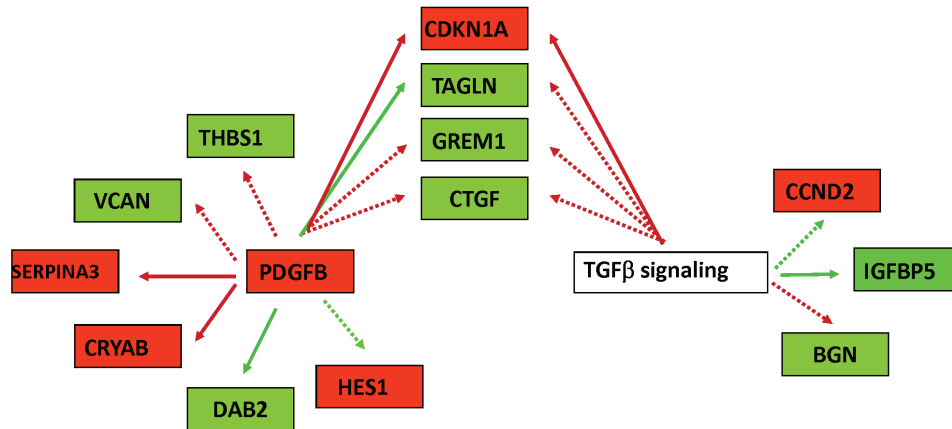 CDKN1A
TAGLN
THBS1
GREM1
VCAN
CTGF
CCND2
SERPINA3
PDGFB
TGFβ signaling
IGFBP5
CRYAB
BGN
HES1
DAB2